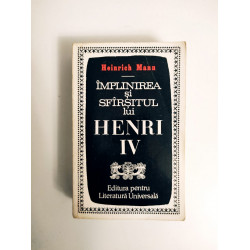 Heinrich Mann
ÎMPLINIREA
și
SFÎRȘITUL
lui
HENRI
IV
Editura pentru
Literatură Universală